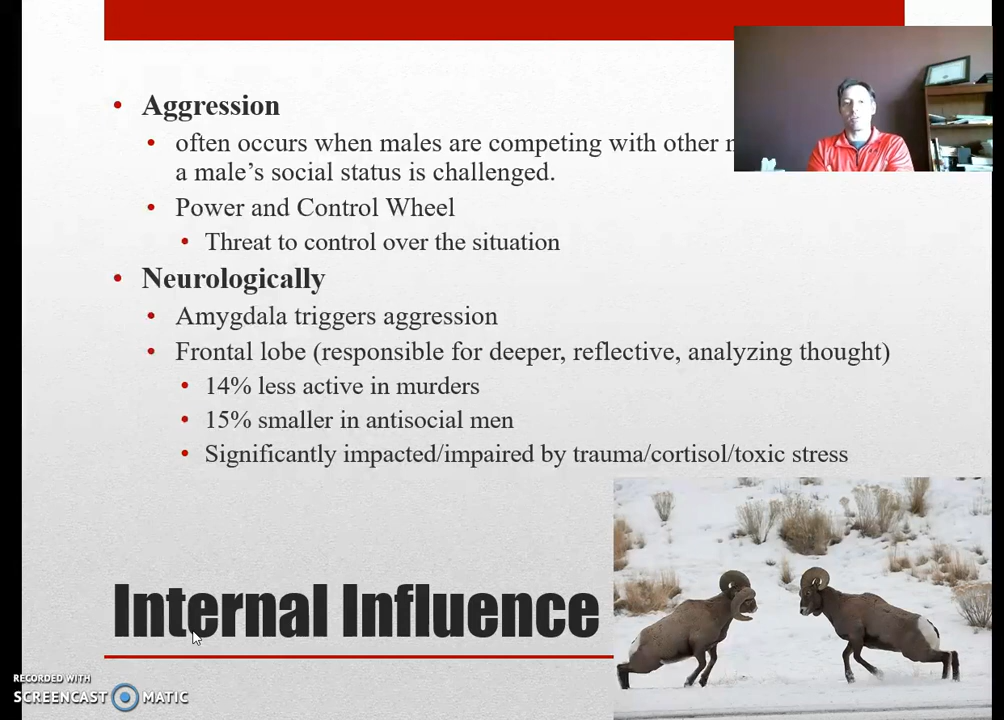 Aggression
often occurs when males are competing with other
a male's social status is challenged.
Power and Control Wheel
Threat to control over the situation
Neurologically
Amygdala triggers aggression
Frontal lobe (responsible for deeper, reflective, analyzing thought)
14% less active in murders
15% smaller in antisocial men
Significantly impacted/impaired by trauma/cortisol/toxic stress
Internal Influence
RECORDED WITH
SCREENCAST MATIC